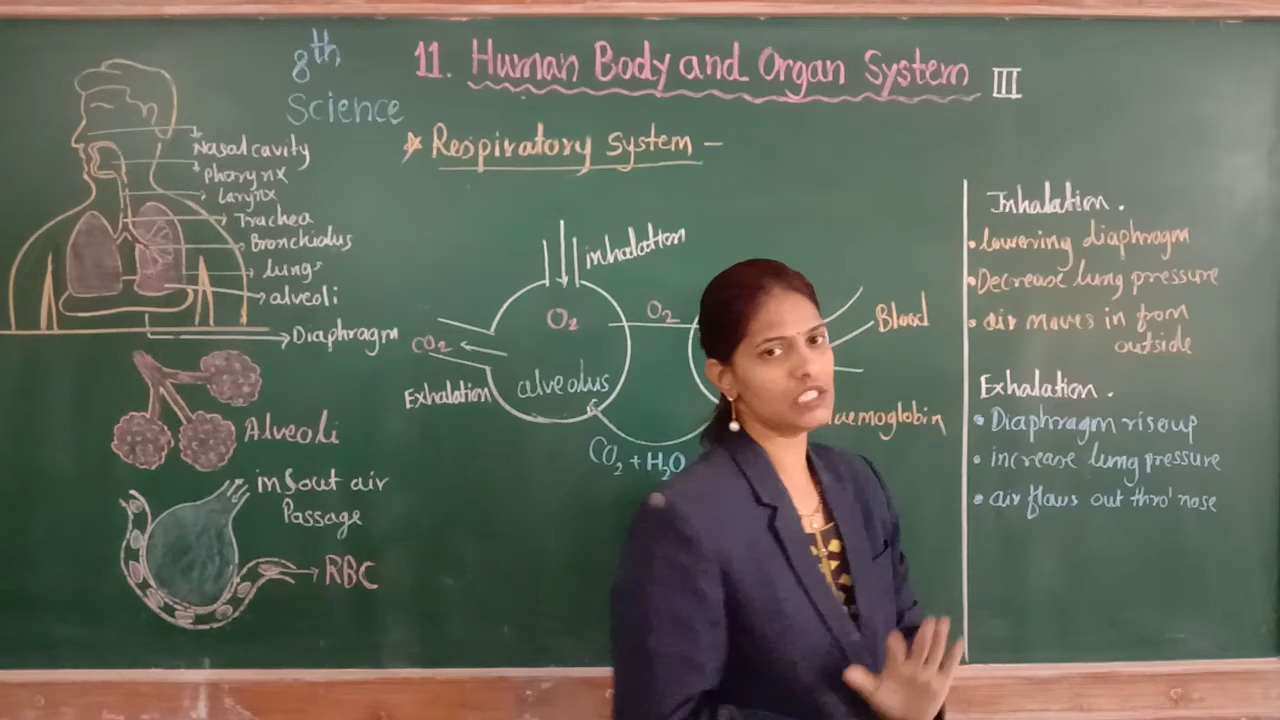 8th
Science
11. Human Body and Organ System III
* Respiratory System -
Nasal cavity
Pharynx
Larynx
Trachea
Bronchiolus
lungs
alveoli
Diaphragm
Alveoli
in & out air
Passage
RBC
inhalation
O2
O2
CO2
alveolus
Exhalation
CO2 + H2O
Blood
aemoglobin
Inhalation.
• lowering diaphragm
• Decrease lung pressure
• air moves in from
outside
Exhalation.
• Diaphragm rise up
• increase lung pressure
• air flows out thro' nose